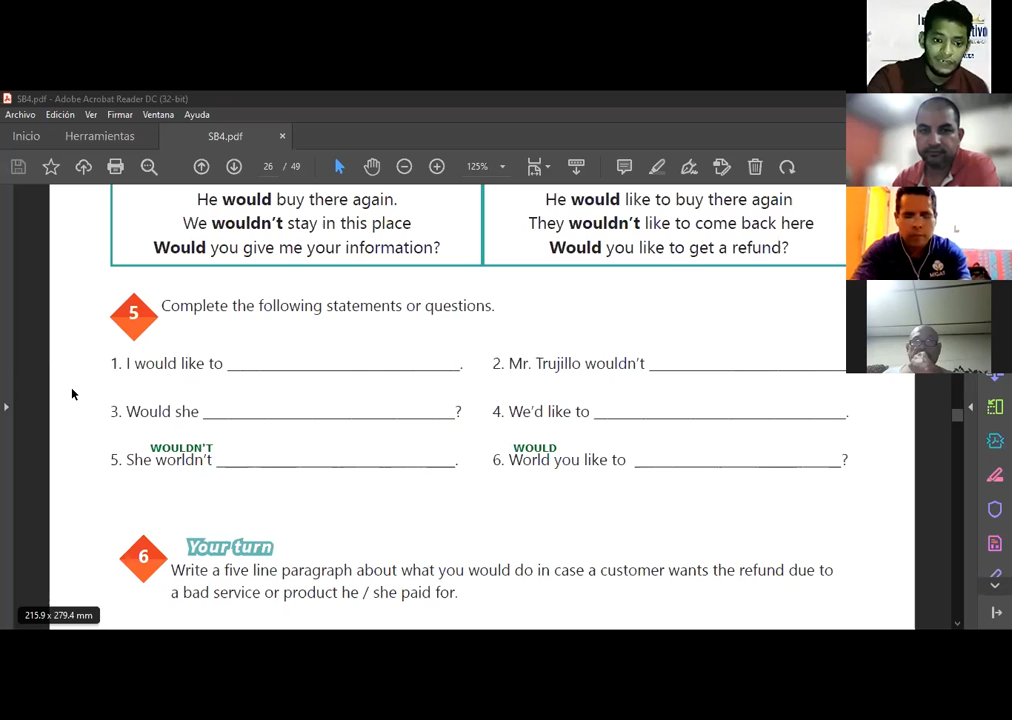 SB4.pdf - Adobe Acrobat Reader DC (32-bit)
Archivo Edición Ver Firmar Ventana Ayuda
Inicio Herramientas SB4.pdf ×
26 / 49 125%
He would buy there again.
We wouldn't stay in this place
Would you give me your information?
He would like to buy there again
They wouldn't like to come back here
Would you like to get a refund?
5 Complete the following statements or questions.
1. I would like to ______________________________.
2. Mr. Trujillo wouldn't ______________________
3. Would she ______________________________?
4. We'd like to ______________________________.
WOULDN'T
5. She worldn't ______________________________.
WOULD
6. World you like to ______________________?
6 Your turn
Write a five line paragraph about what you would do in case a customer wants the refund due to
a bad service or product he / she paid for.
215.9 x 279.4 mm